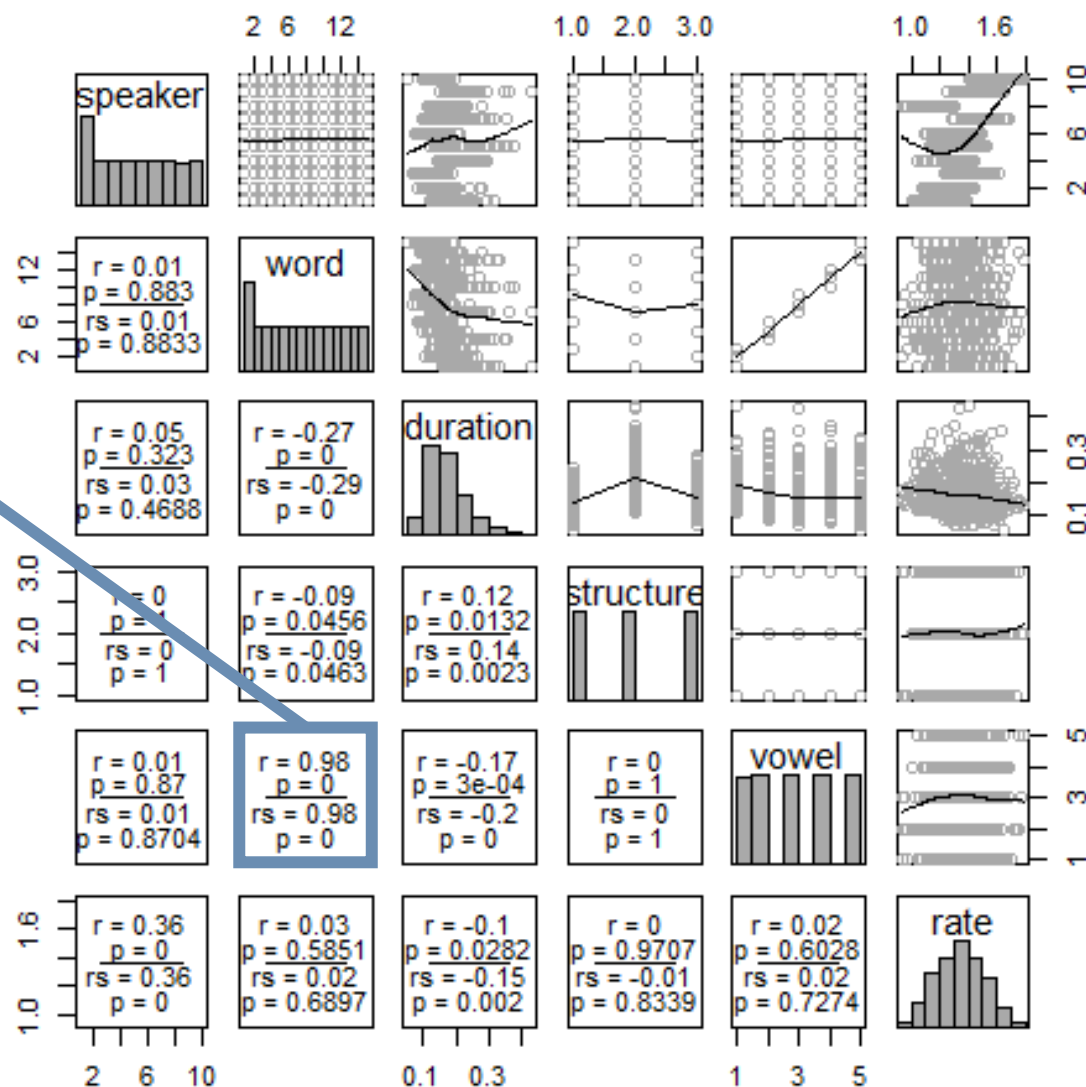 2 6 12
1.0 2.0 3.0
1.0 1.6
speaker
2 6 10
2 6 12
r = 0.01
p = 0.883
rs = 0.01
p = 0.8833
word
r = 0.05
p = 0.323
rs = 0.03
p = 0.4688
r = -0.27
p = 0
rs = -0.29
p = 0
duration
0.1 0.3
1.0 2.0 3.0
r = 0
p = 1
rs = 0
p = 1
r = -0.09
p = 0.0456
rs = -0.09
p = 0.0463
r = 0.12
p = 0.0132
rs = 0.14
p = 0.0023
structure
r = 0.01
p = 0.87
rs = 0.01
p = 0.8704
r = 0.98
p = 0
rs = 0.98
p = 0
r = -0.17
p = 3e-04
rs = -0.2
p = 0
r = 0
p = 1
rs = 0
p = 1
vowel
1 3 5
1.0 1.6
r = 0.36
p = 0
rs = 0.36
p = 0
r = 0.03
p = 0.5851
rs = 0.02
p = 0.6897
r = -0.1
p = 0.0282
rs = -0.15
p = 0.002
r = 0
p = 0.9707
rs = -0.01
p = 0.8339
r = 0.02
p = 0.6028
rs = 0.02
p = 0.7274
rate
2 6 10
0.1 0.3
1 3 5